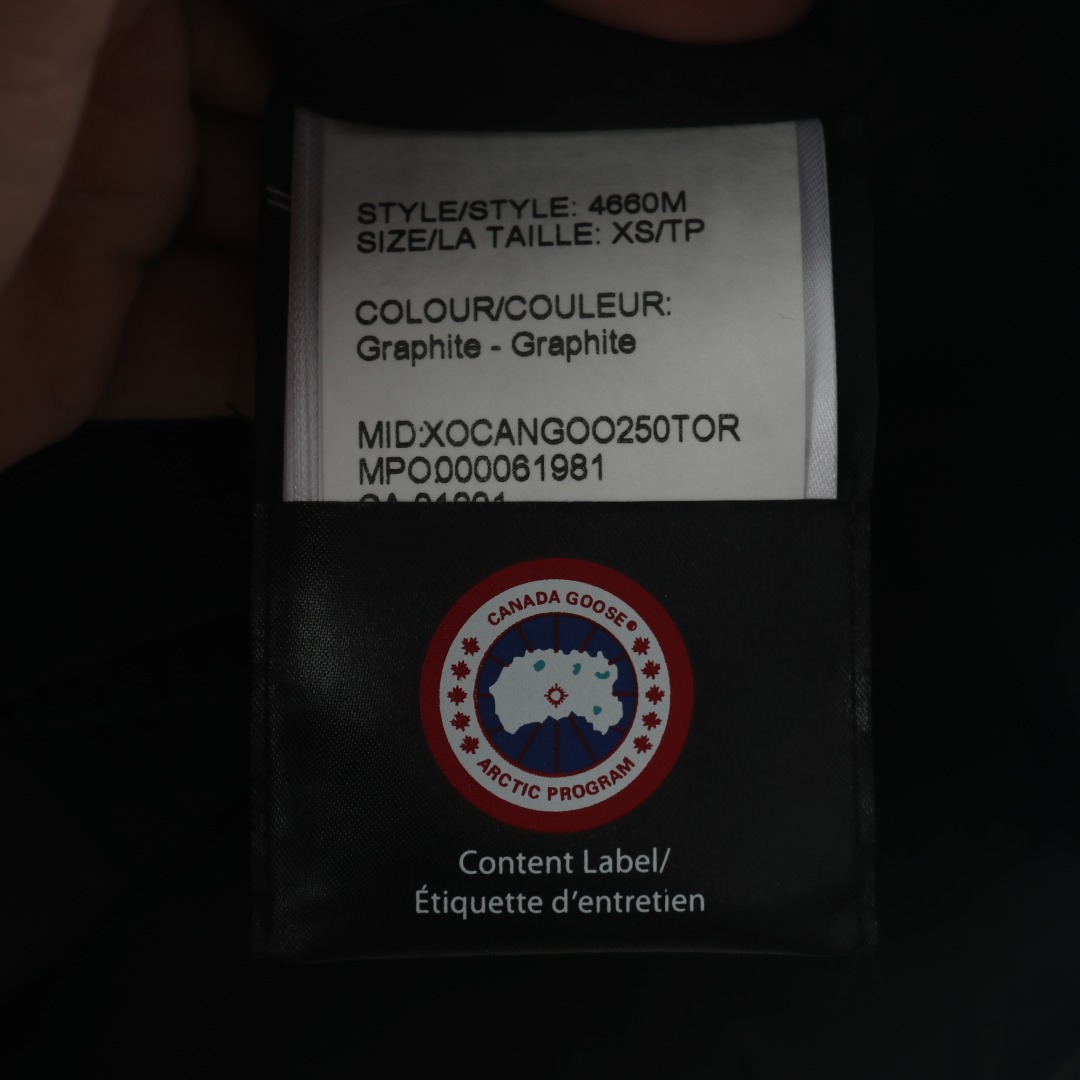 STYLE/STYLE: 4660M
SIZE/LA TAILLE: XS/TP
COLOUR/COULEUR:
Graphite - Graphite
MID:XOCANGOO250TOR
MPO:000061981
CANADA GOOSE®
ARCTIC PROGRAM
Content Label/
Étiquette d'entretien